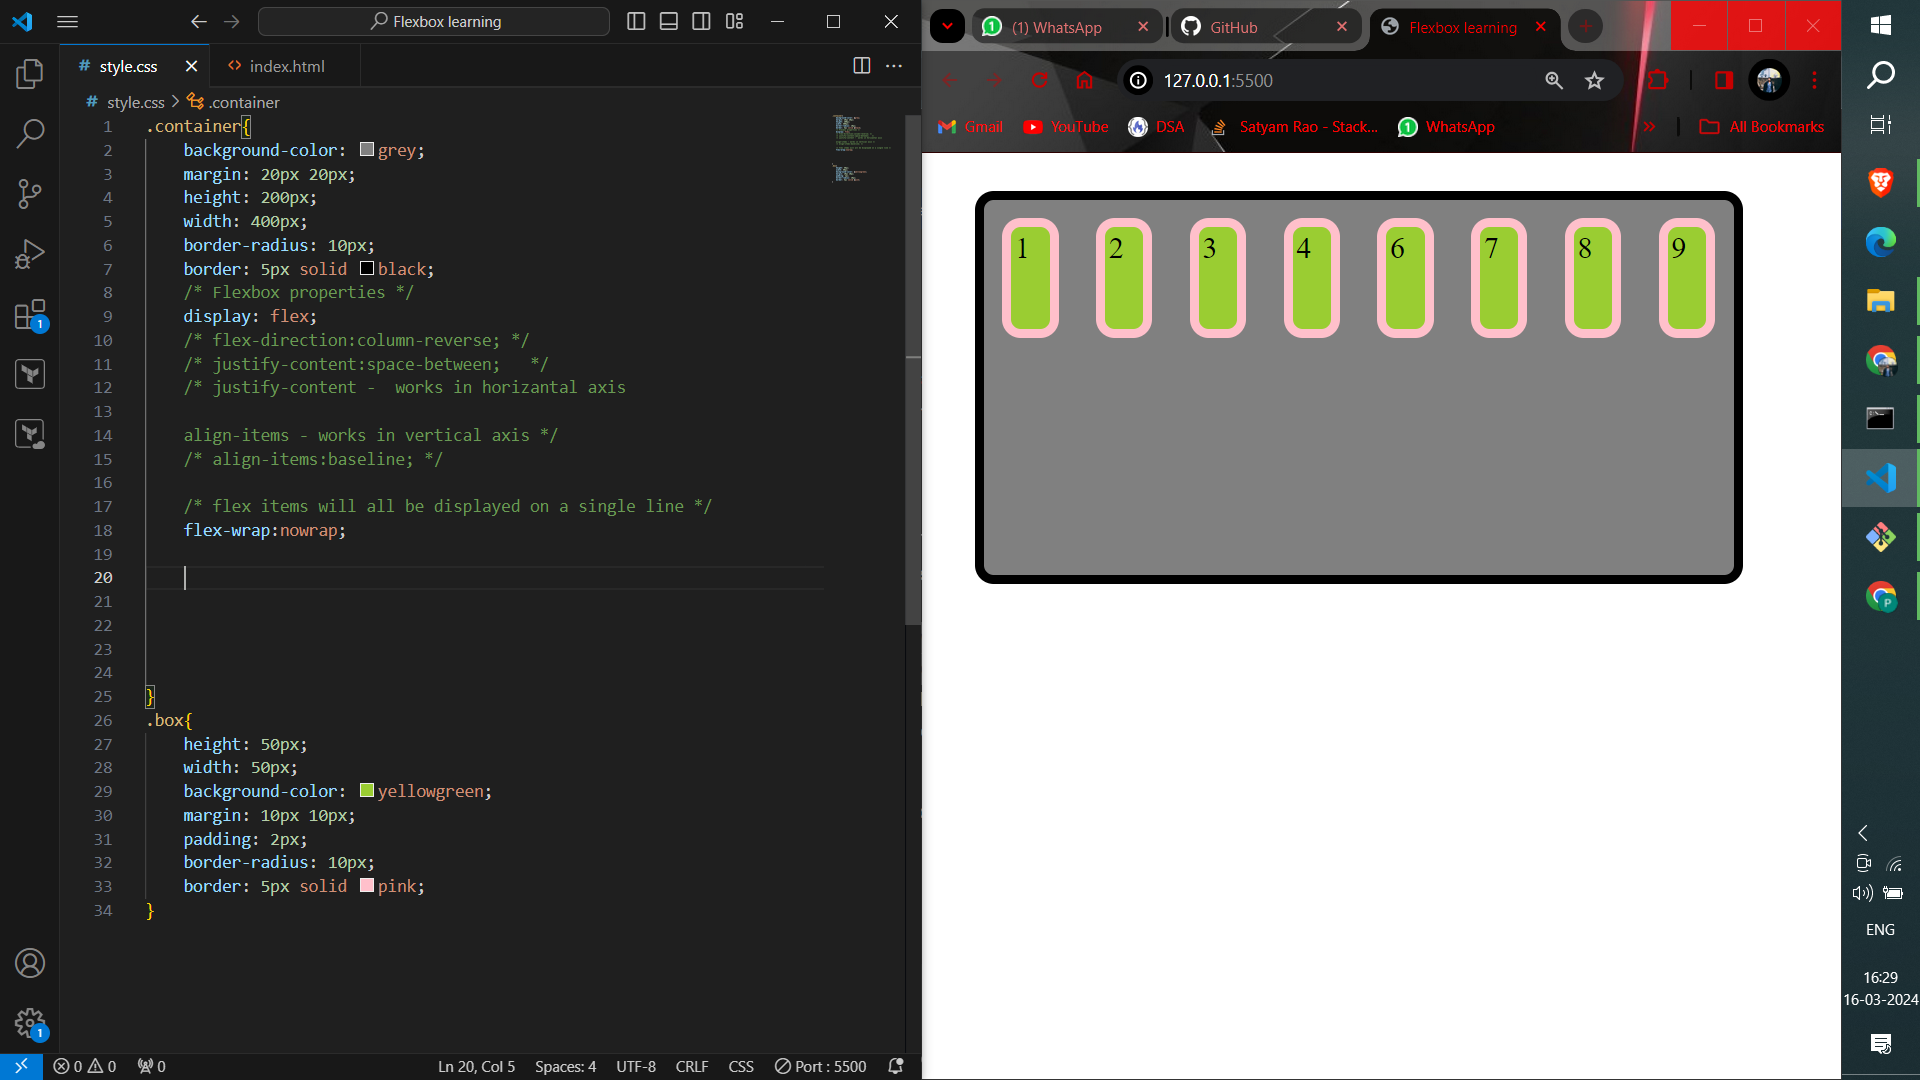 Flexbox learning
# style.css
<> index.html
# style.css > .container
1 .container{
2 background-color: grey;
3 margin: 20px 20px;
4 height: 200px;
5 width: 400px;
6 border-radius: 10px;
7 border: 5px solid black;
8 /* Flexbox properties */
9 display: flex;
10 /* flex-direction:column-reverse; */
11 /* justify-content:space-between;   */
12 /* justify-content -  works in horizantal axis
13
14 align-items - works in vertical axis */
15 /* align-items:baseline; */
16
17 /* flex items will all be displayed on a single line */
18 flex-wrap:nowrap;
19
20
21
22
23
24
25 }
26 .box{
27 height: 50px;
28 width: 50px;
29 background-color: yellowgreen;
30 margin: 10px 10px;
31 padding: 2px;
32 border-radius: 10px;
33 border: 5px solid pink;
34 }
1
1
0 0 0
Ln 20, Col 5 Spaces: 4 UTF-8 CRLF CSS Port : 5500
1 (1) WhatsApp
GitHub
Flexbox learning
127.0.0.1:5500
Gmail YouTube DSA Satyam Rao - Stack... 1 WhatsApp » All Bookmarks
1 2 3 4 6 7 8 9
P
ENG
16:29
16-03-2024